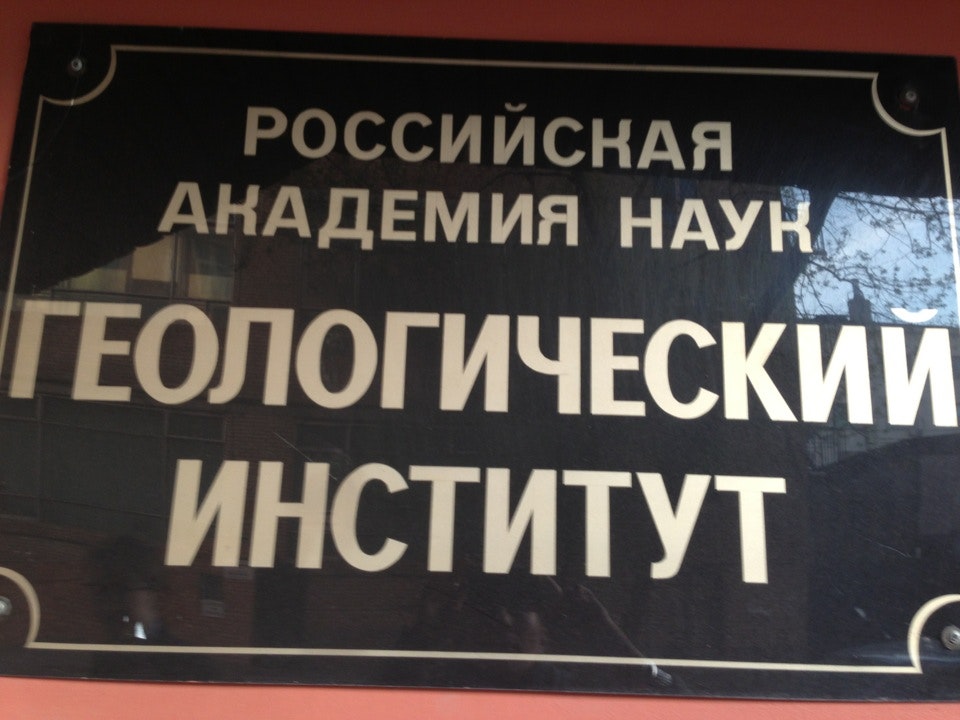 РОССИЙСКАЯ
АКАДЕМИЯ НАУК
ГЕОЛОГИЧЕСКИЙ
ИНСТИТУТ